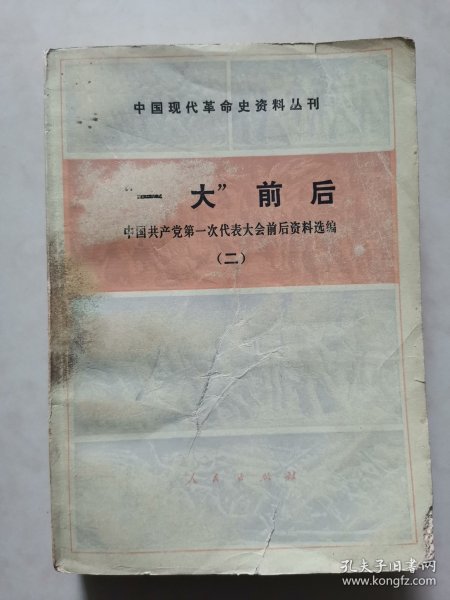 中国现代革命史资料丛刊
“一大”前后
中国共产党第一次代表大会前后资料选编
（二）
人民出版社
孔夫子旧书网
www.kongfz.com